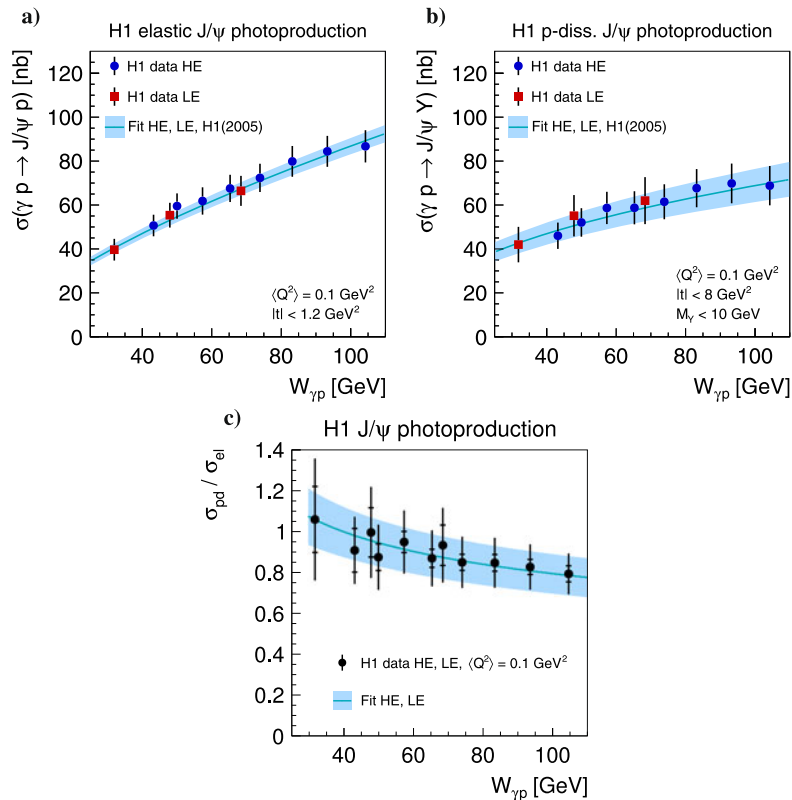 a)
H1 elastic J/ψ photoproduction
σ(γ p → J/ψ p) [nb]
120
100
80
60
40
20
0
H1 data HE
H1 data LE
Fit HE, LE, H1(2005)
⟨Q²⟩ = 0.1 GeV²
|t| < 1.2 GeV²
40 60 80 100
W_γp [GeV]
b)
H1 p-diss. J/ψ photoproduction
σ(γ p → J/ψ Y) [nb]
120
100
80
60
40
20
0
H1 data HE
H1 data LE
Fit HE, LE, H1(2005)
⟨Q²⟩ = 0.1 GeV²
|t| < 8 GeV²
M_Y < 10 GeV
40 60 80 100
W_γp [GeV]
c)
H1 J/ψ photoproduction
σ_pd / σ_el
1.4
1.2
1
0.8
0.6
0.4
0.2
0
H1 data HE, LE, ⟨Q²⟩ = 0.1 GeV²
Fit HE, LE
40 60 80 100
W_γp [GeV]